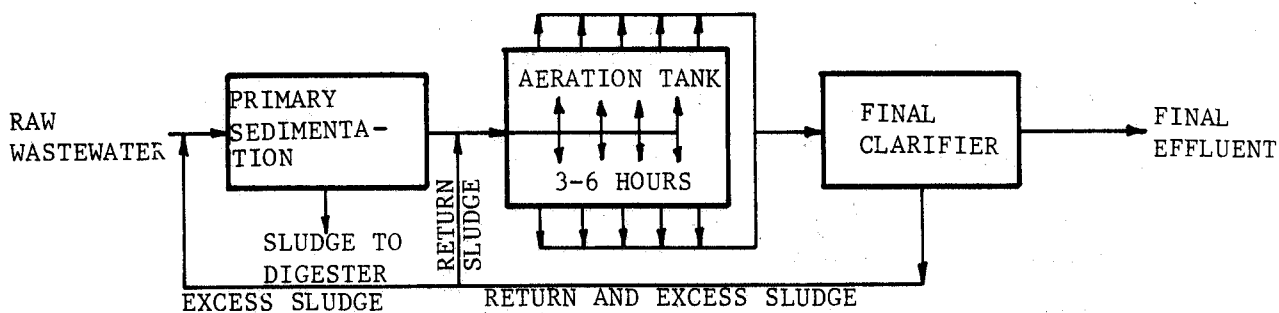 RAW
WASTEWATER
PRIMARY
SEDIMENTA-
TION
SLUDGE TO
DIGESTER
EXCESS SLUDGE
RETURN
SLUDGE
AERATION TANK
3-6 HOURS
RETURN AND EXCESS SLUDGE
FINAL
CLARIFIER
FINAL
EFFLUENT